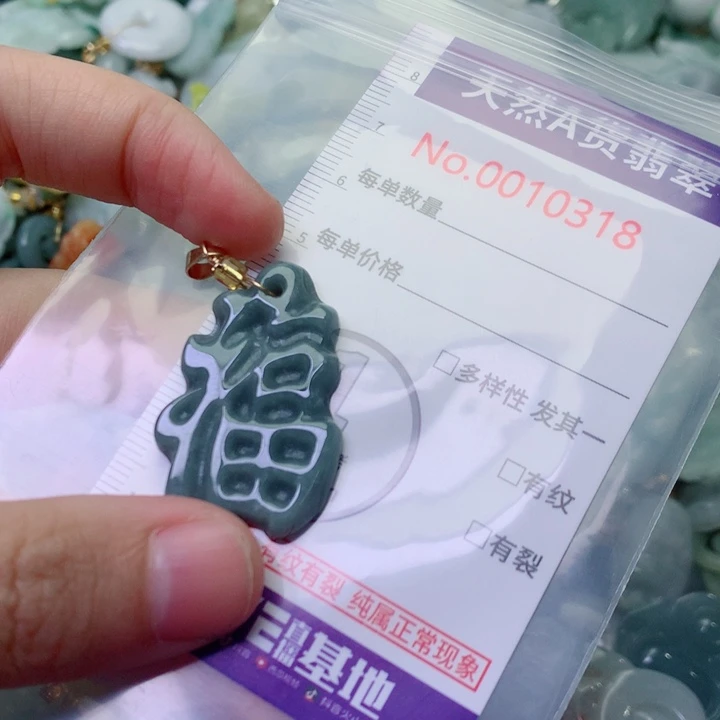 天然A货翡翠
No.0010318
8
7
每单数量
6
每单价格
5
□多样性 发其一
□有纹
□有裂
纹有裂 纯属正常现象
直播
基地
福